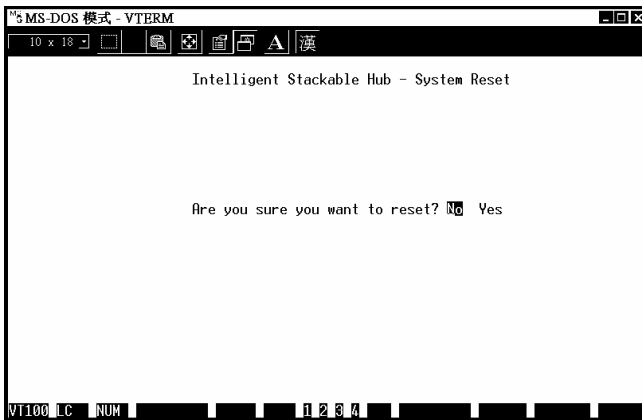 MS-DOS 模式 - VTERM
10 x 18
A 漢
Intelligent Stackable Hub - System Reset
Are you sure you want to reset? No Yes
VT100 LC NUM 1 2 3 4